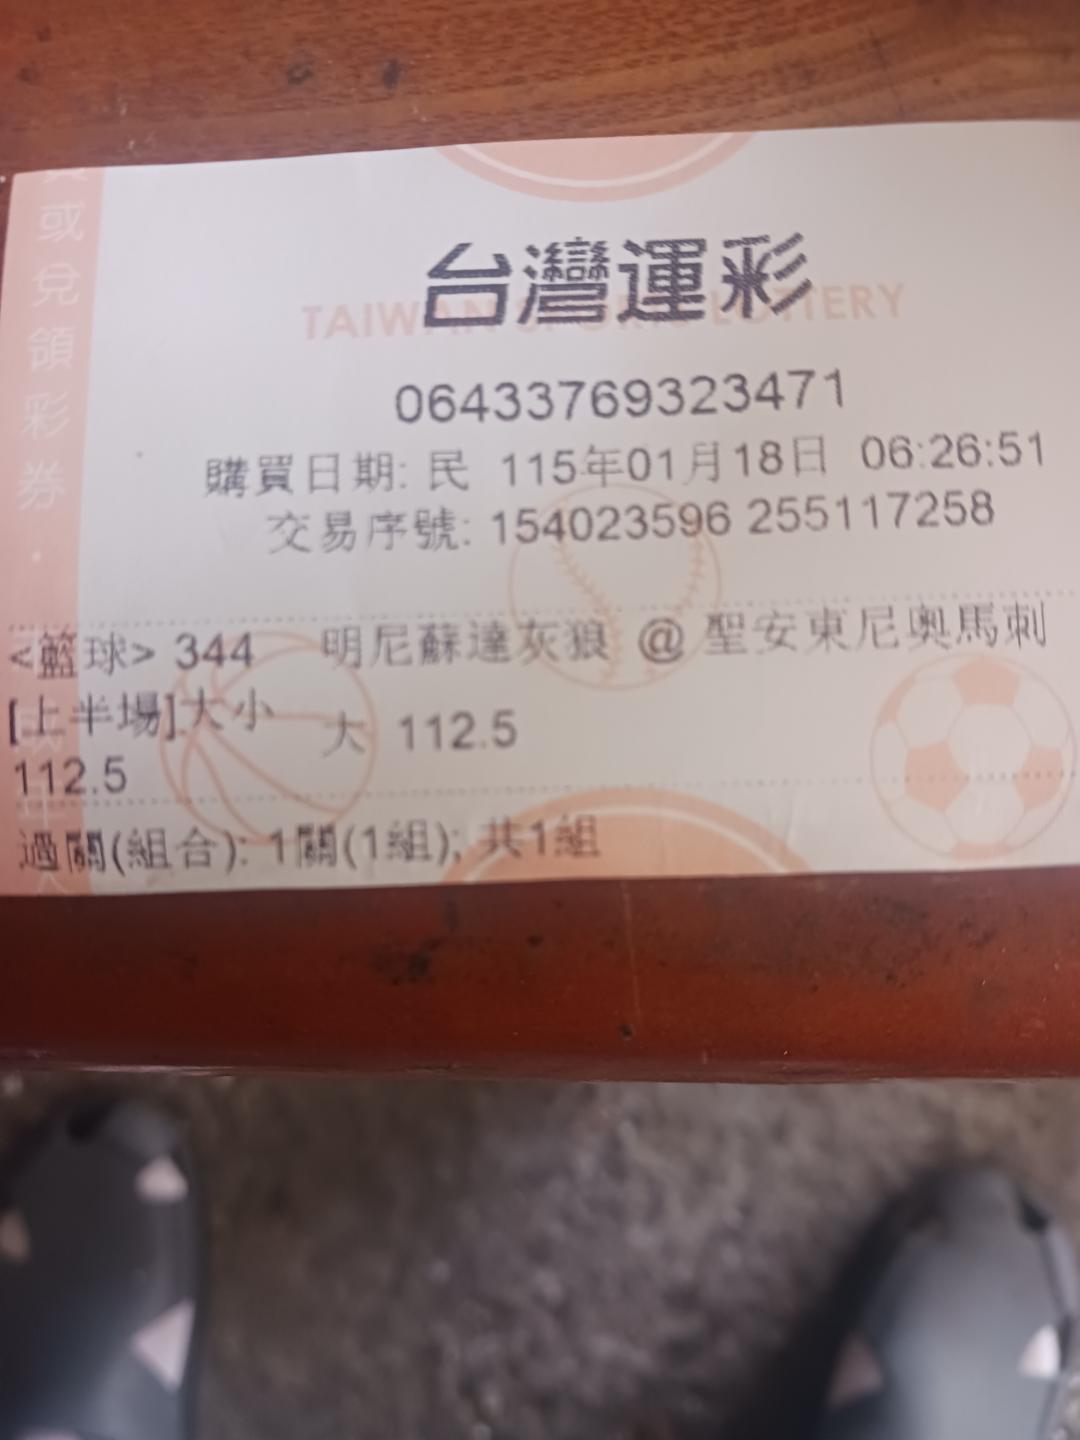 或兌領彩券．
台灣運彩
TAIWAN SPORTS LOTTERY
06433769323471
購買日期: 民 115年01月18日 06:26:51
交易序號: 154023596 255117258
<籃球> 344 明尼蘇達灰狼 @ 聖安東尼奧馬刺
[上半場]大小 大 112.5
112.5
過關(組合): 1關(1組); 共1組